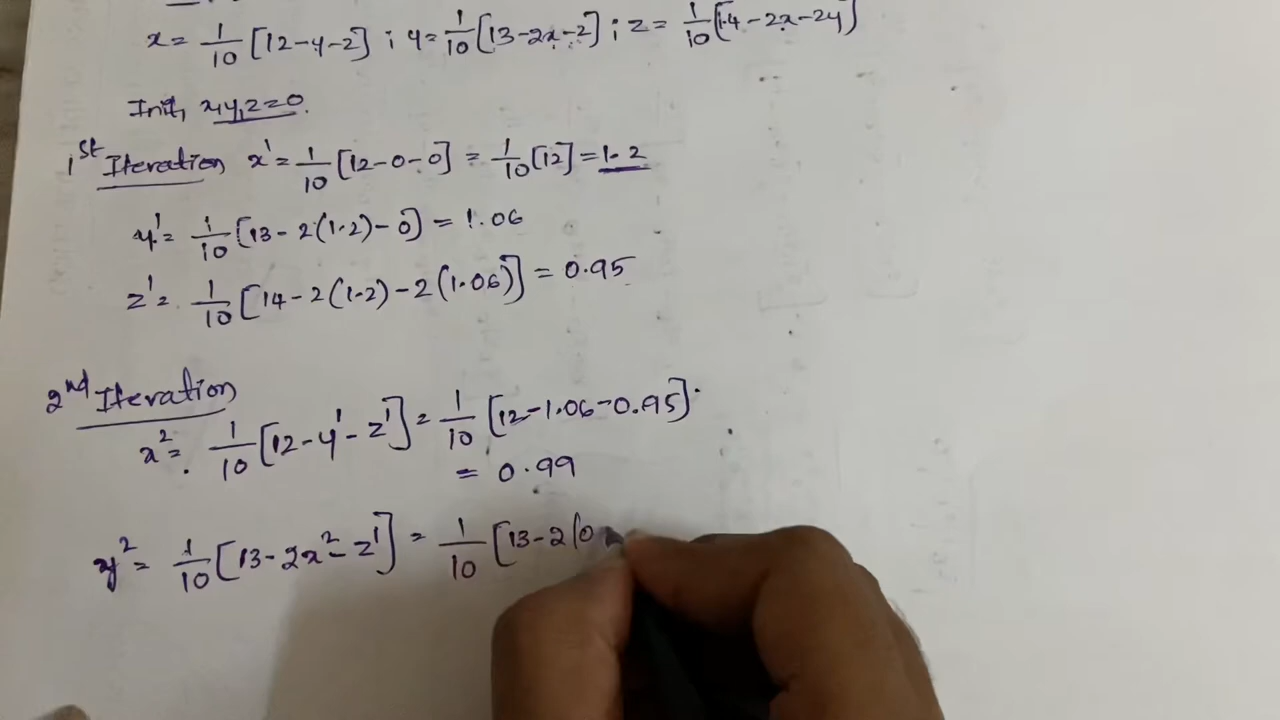 x = 1/10 [12-y-z] ; y = 1/10 [13-2x-z] ; z = 1/10 [14-2x-2y]
Init, x,y,z=0.
1st Iteration x¹ = 1/10 [12-0-0] = 1/10 [12] = 1.2
y¹ = 1/10 [13-2(1.2)-0] = 1.06
z¹ = 1/10 [14-2(1.2)-2(1.06)] = 0.95
2nd Iteration
x² = 1/10 [12-y¹-z¹] = 1/10 [12-1.06-0.95]
= 0.99
y² = 1/10 [13-2x²-z¹] = 1/10 [13-2(0